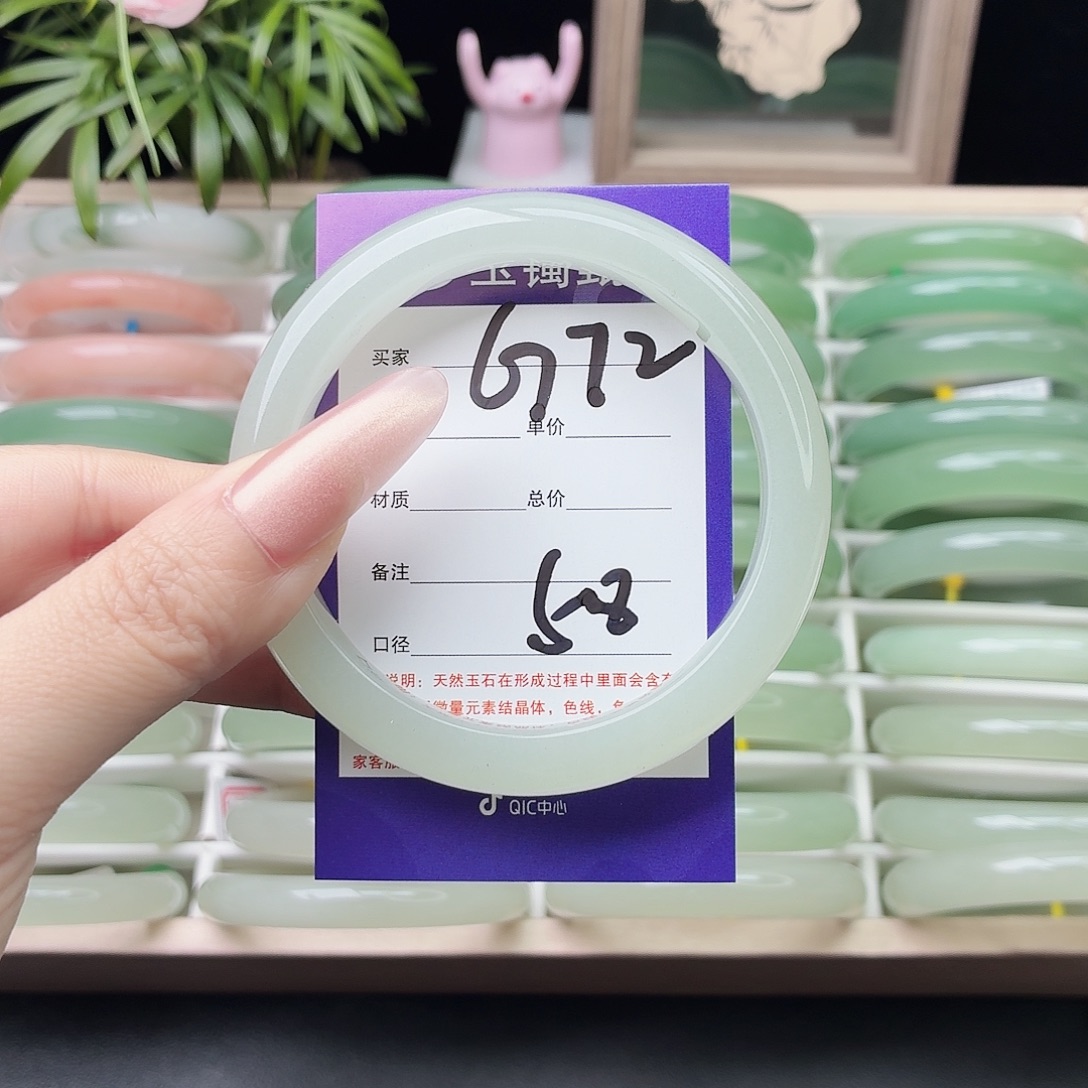 玉镯
买家 6772
单价
材质 总价
备注
58
口径
说明：天然玉石在形成过程中里面会含有
微量元素结晶体，色线，
家客服
QIC中心